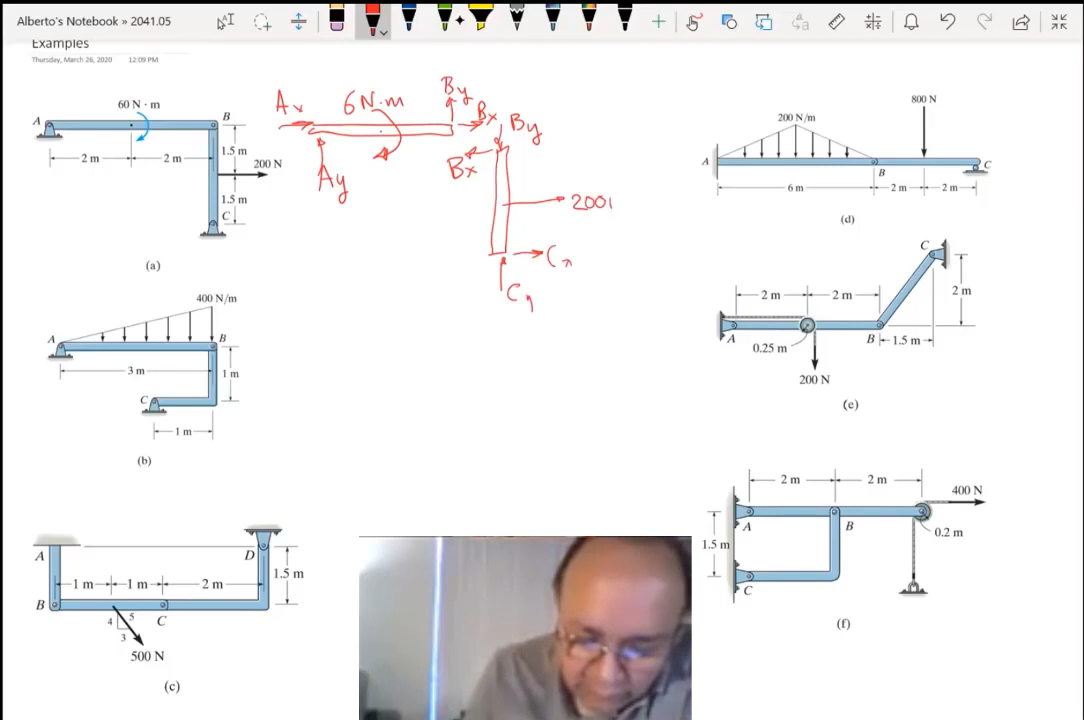 Alberto's Notebook » 2041.05
Examples
Thursday, March 26, 2020 12:09 PM
60 N · m
A
B
2 m
2 m
1.5 m
200 N
1.5 m
C
(a)
Ax
6N·m
By
Bx
By
Bx
Ay
200
Cy
400 N/m
A
B
3 m
1 m
C
1 m
(b)
A
D
1 m
1 m
2 m
1.5 m
B
C
4
5
3
500 N
(c)
800 N
200 N/m
A
B
C
6 m
2 m
2 m
(d)
C
2 m
2 m
2 m
A
0.25 m
B
1.5 m
200 N
(e)
2 m
2 m
400 N
A
B
0.2 m
1.5 m
C
(f)